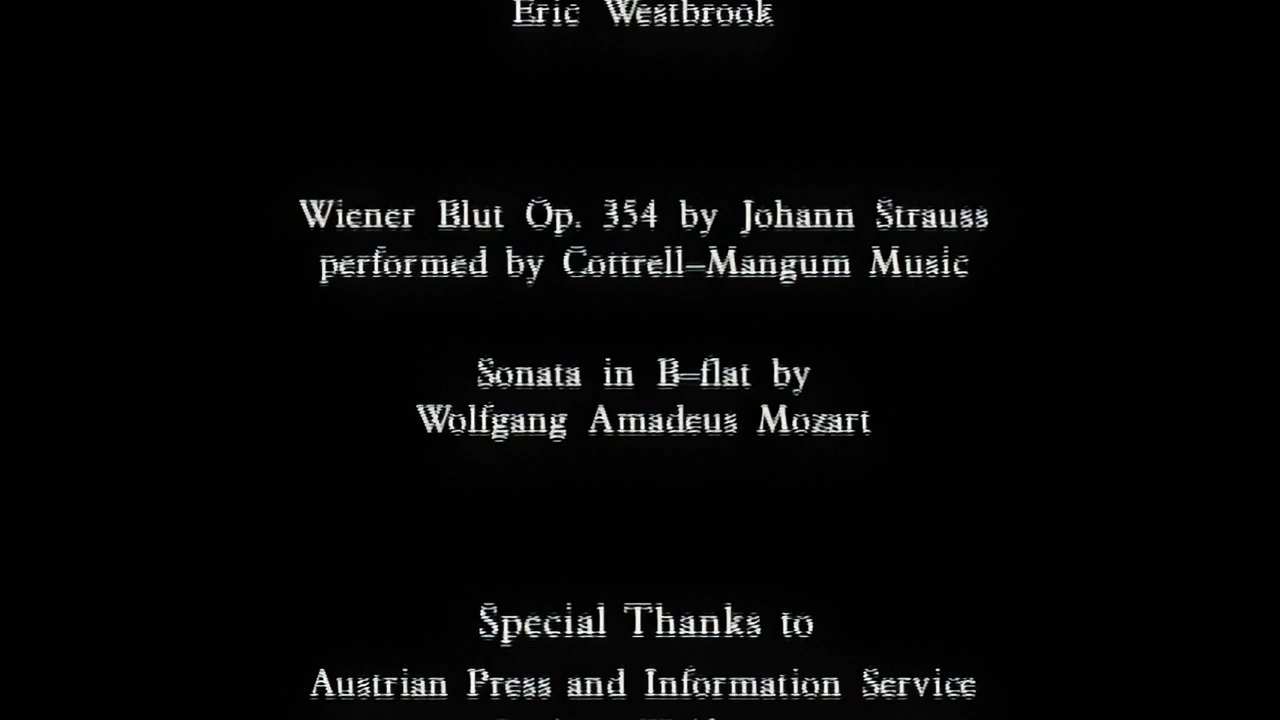 Eric Westbrook
Wiener Blut Op. 354 by Johann Strauss
performed by Cottrell–Mangum Music
Sonata in B–flat by
Wolfgang Amadeus Mozart
Special Thanks to
Austrian Press and Information Service